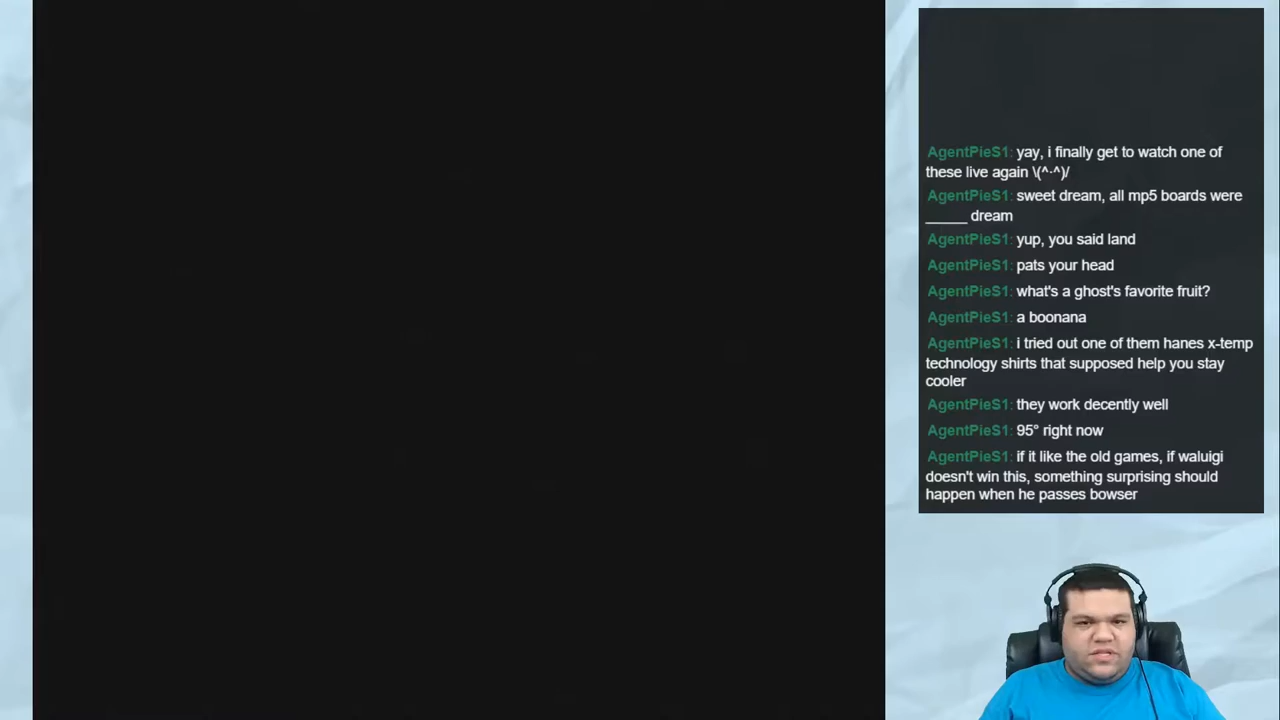 AgentPieS1: yay, i finally get to watch one of
these live again \(^·^)/
AgentPieS1: sweet dream, all mp5 boards were
_____ dream
AgentPieS1: yup, you said land
AgentPieS1: pats your head
AgentPieS1: what's a ghost's favorite fruit?
AgentPieS1: a boonana
AgentPieS1: i tried out one of them hanes x-temp
technology shirts that supposed help you stay
cooler
AgentPieS1: they work decently well
AgentPieS1: 95° right now
AgentPieS1: if it like the old games, if waluigi
doesn't win this, something surprising should
happen when he passes bowser